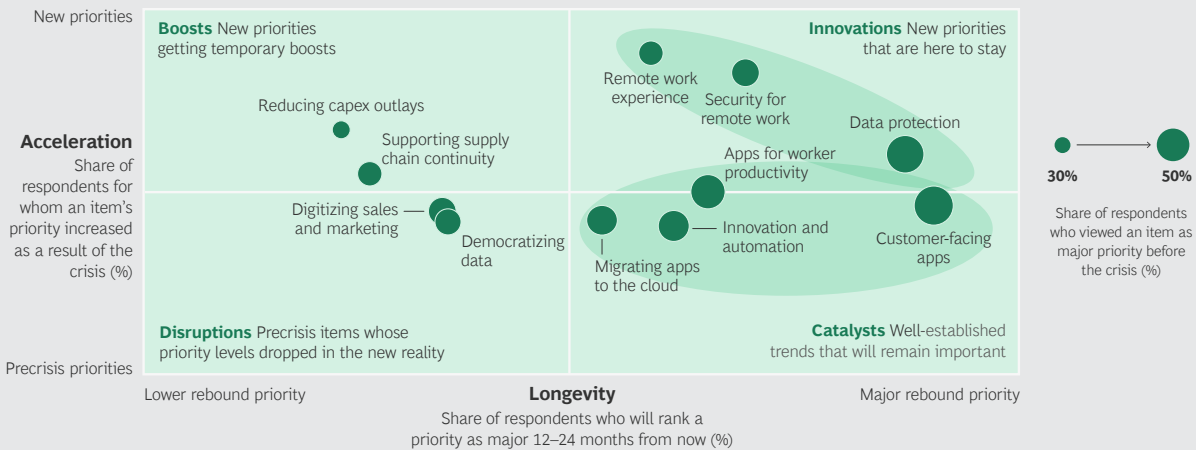 New priorities
Boosts New priorities
getting temporary boosts
Innovations New priorities
that are here to stay
Remote work
experience
Security for
remote work
Reducing capex outlays
Supporting supply
chain continuity
Data protection
Apps for worker
productivity
Acceleration
Share of
respondents for
whom an item's
priority increased
as a result of the
crisis (%)
30%
50%
Share of respondents
who viewed an item as
major priority before
the crisis (%)
Digitizing sales
and marketing
Democratizing
data
Migrating apps
to the cloud
Innovation and
automation
Customer-facing
apps
Disruptions Precrisis items whose
priority levels dropped in the new reality
Catalysts Well-established
trends that will remain important
Precrisis priorities
Lower rebound priority
Longevity
Major rebound priority
Share of respondents who will rank a
priority as major 12–24 months from now (%)